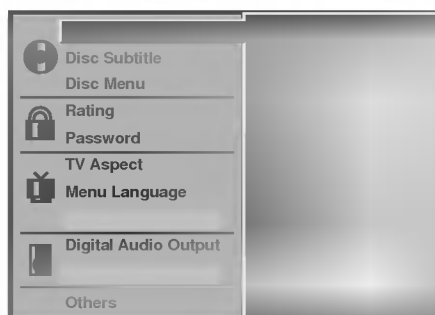 Disc Subtitle
Disc Menu
Rating
Password
TV Aspect
Menu Language
Digital Audio Output
Others